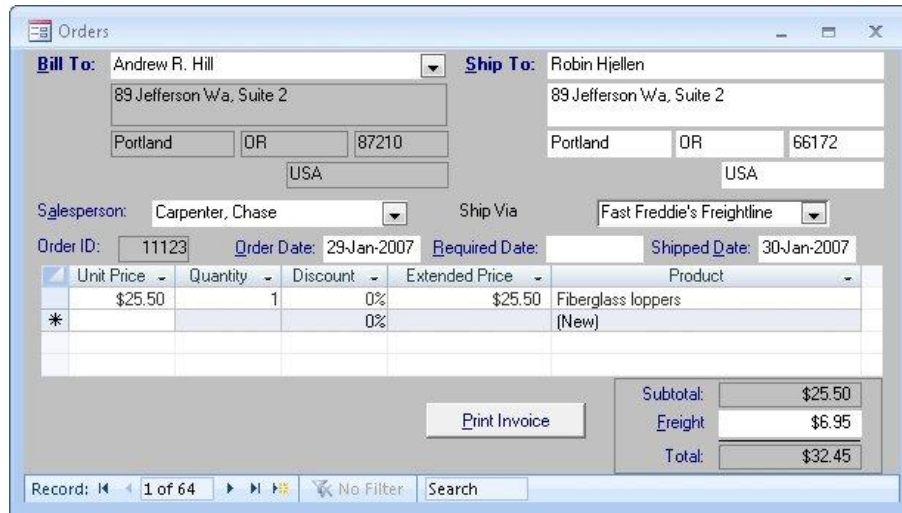 Orders
Bill To: Andrew R. Hill Ship To: Robin Hjellen
89 Jefferson Wa, Suite 2 89 Jefferson Wa, Suite 2
Portland OR 87210 Portland OR 66172
USA USA
Salesperson: Carpenter, Chase Ship Via Fast Freddie's Freightline
Order ID: 11123 Order Date: 29-Jan-2007 Required Date: Shipped Date: 30-Jan-2007
Unit Price Quantity Discount Extended Price Product
$25.50 1 0% $25.50 Fiberglass loppers
* 0% (New)
Subtotal: $25.50
Print Invoice Freight $6.95
Total: $32.45
Record: 1 of 64 No Filter Search